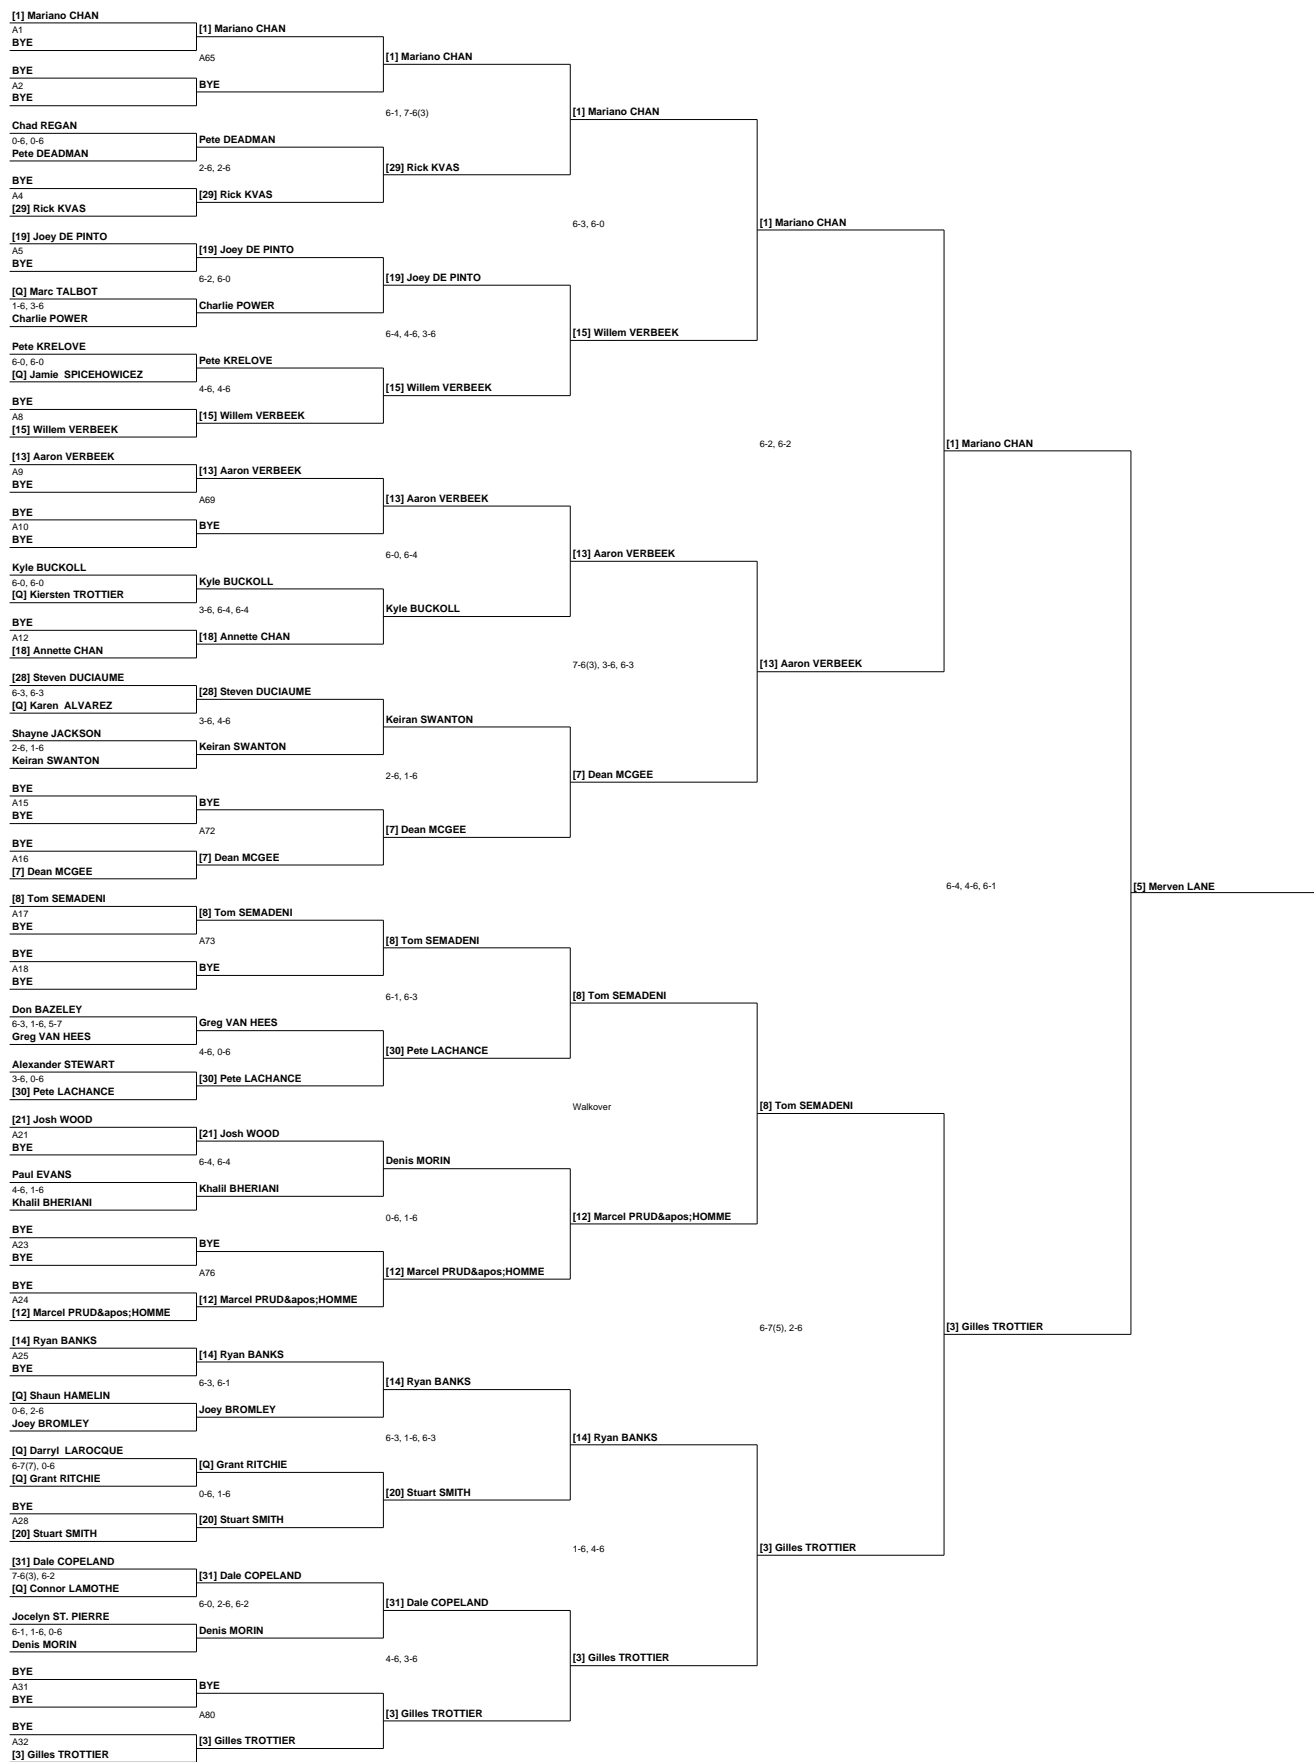 [1] Mariano CHAN
A1
BYE
[1] Mariano CHAN
A65
BYE
A2
BYE
BYE
[1] Mariano CHAN
6-1, 7-6(3)
Chad REGAN
0-6, 0-6
Pete DEADMAN
Pete DEADMAN
2-6, 2-6
BYE
A4
[29] Rick KVAS
[29] Rick KVAS
[29] Rick KVAS
[1] Mariano CHAN
6-3, 6-0
[19] Joey DE PINTO
A5
BYE
[19] Joey DE PINTO
6-2, 6-0
[Q] Marc TALBOT
1-6, 3-6
Charlie POWER
Charlie POWER
[19] Joey DE PINTO
6-4, 4-6, 3-6
Pete KRELOVE
6-0, 6-0
[Q] Jamie  SPICEHOWICEZ
Pete KRELOVE
4-6, 4-6
BYE
A8
[15] Willem VERBEEK
[15] Willem VERBEEK
[15] Willem VERBEEK
[15] Willem VERBEEK
[1] Mariano CHAN
6-2, 6-2
[13] Aaron VERBEEK
A9
BYE
[13] Aaron VERBEEK
A69
BYE
A10
BYE
BYE
[13] Aaron VERBEEK
6-0, 6-4
Kyle BUCKOLL
6-0, 6-0
[Q] Kiersten TROTTIER
Kyle BUCKOLL
3-6, 6-4, 6-4
BYE
A12
[18] Annette CHAN
[18] Annette CHAN
Kyle BUCKOLL
[13] Aaron VERBEEK
7-6(3), 3-6, 6-3
[28] Steven DUCIAUME
6-3, 6-3
[Q] Karen  ALVAREZ
[28] Steven DUCIAUME
3-6, 4-6
Shayne JACKSON
2-6, 1-6
Keiran SWANTON
Keiran SWANTON
Keiran SWANTON
2-6, 1-6
BYE
A15
BYE
BYE
A72
BYE
A16
[7] Dean MCGEE
[7] Dean MCGEE
[7] Dean MCGEE
[7] Dean MCGEE
[13] Aaron VERBEEK
[1] Mariano CHAN
6-4, 4-6, 6-1
[5] Merven LANE
[8] Tom SEMADENI
A17
BYE
[8] Tom SEMADENI
A73
BYE
A18
BYE
BYE
[8] Tom SEMADENI
6-1, 6-3
Don BAZELEY
6-3, 1-6, 5-7
Greg VAN HEES
Greg VAN HEES
4-6, 0-6
Alexander STEWART
3-6, 0-6
[30] Pete LACHANCE
[30] Pete LACHANCE
[30] Pete LACHANCE
[8] Tom SEMADENI
Walkover
[21] Josh WOOD
A21
BYE
[21] Josh WOOD
6-4, 6-4
Paul EVANS
4-6, 1-6
Khalil BHERIANI
Khalil BHERIANI
Denis MORIN
0-6, 1-6
BYE
A23
BYE
BYE
A76
BYE
A24
[12] Marcel PRUD&apos;HOMME
[12] Marcel PRUD&apos;HOMME
[12] Marcel PRUD&apos;HOMME
[12] Marcel PRUD&apos;HOMME
[8] Tom SEMADENI
6-7(5), 2-6
[14] Ryan BANKS
A25
BYE
[14] Ryan BANKS
6-3, 6-1
[Q] Shaun HAMELIN
0-6, 2-6
Joey BROMLEY
Joey BROMLEY
[14] Ryan BANKS
6-3, 1-6, 6-3
[Q] Darryl  LAROCQUE
6-7(7), 0-6
[Q] Grant RITCHIE
[Q] Grant RITCHIE
0-6, 1-6
BYE
A28
[20] Stuart SMITH
[20] Stuart SMITH
[20] Stuart SMITH
[14] Ryan BANKS
1-6, 4-6
[31] Dale COPELAND
7-6(3), 6-2
[Q] Connor LAMOTHE
[31] Dale COPELAND
6-0, 2-6, 6-2
Jocelyn ST. PIERRE
6-1, 1-6, 0-6
Denis MORIN
Denis MORIN
[31] Dale COPELAND
4-6, 3-6
BYE
A31
BYE
BYE
A80
BYE
A32
[3] Gilles TROTTIER
[3] Gilles TROTTIER
[3] Gilles TROTTIER
[3] Gilles TROTTIER
[3] Gilles TROTTIER
[3] Gilles TROTTIER